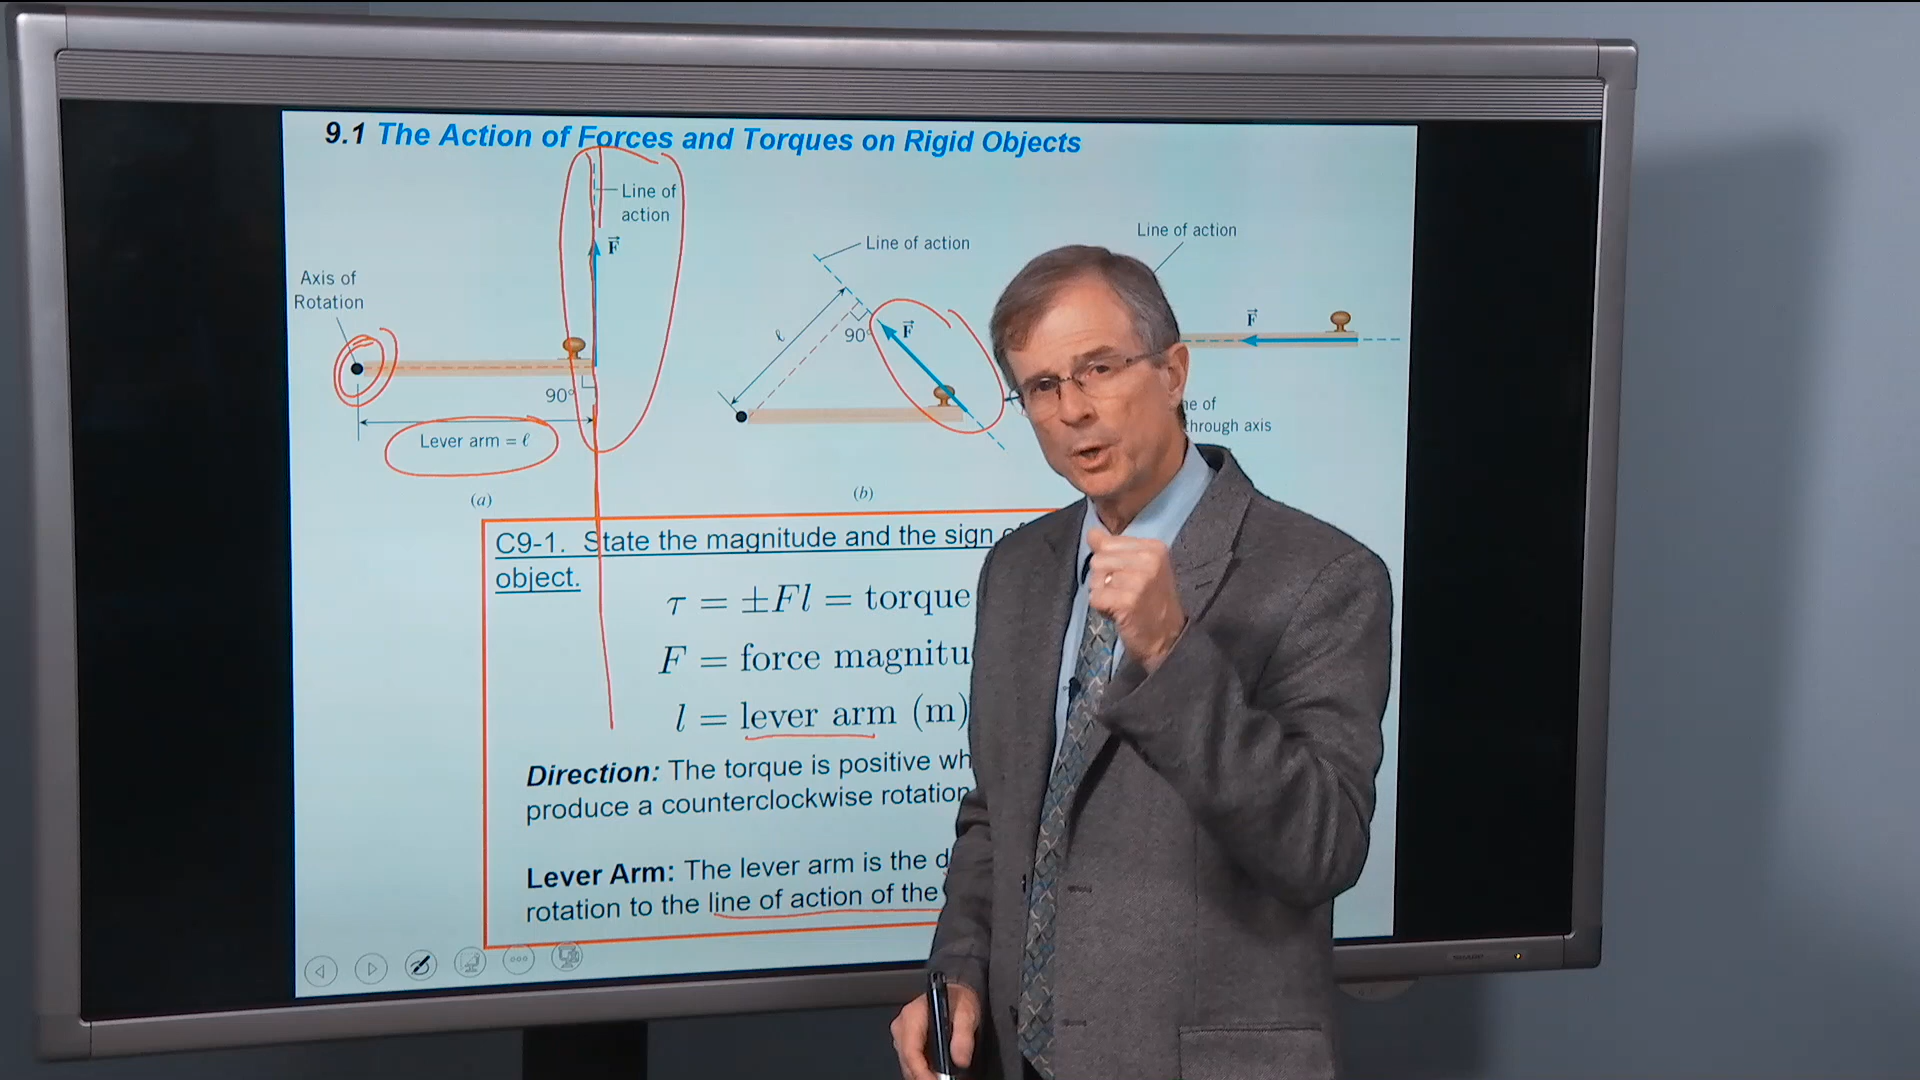 9.1 The Action of Forces and Torques on Rigid Objects
Line of
action
F⃗
Axis of
Rotation
90°
Lever arm = ℓ
(a)
Line of action
ℓ
90°
F⃗
(b)
Line of action
F⃗
through axis
C9-1. State the magnitude and the sign
object.
τ = ±Fl = torque
F = force
l = lever arm (m)
Direction: The torque is positive
produce a counterclockwise rotation
Lever Arm: The lever arm is the
rotation to the line of action of the
SHARP